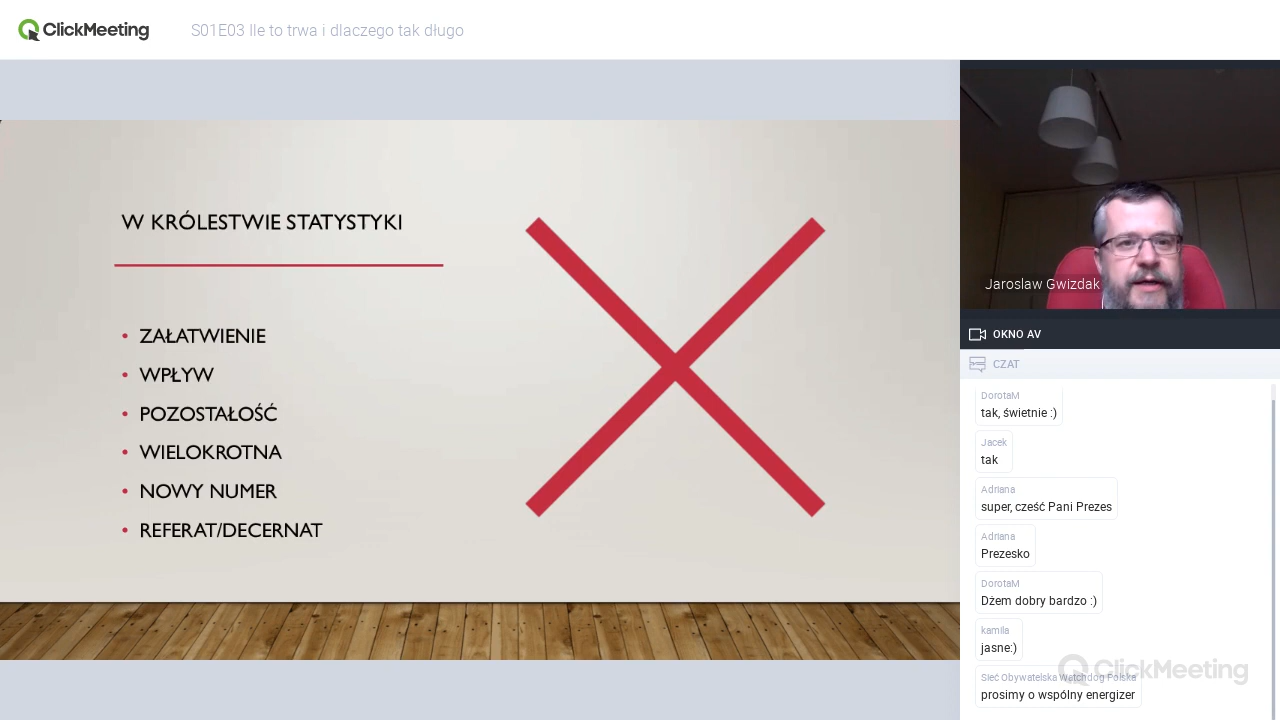 ClickMeeting
S01E03 Ile to trwa i dlaczego tak długo
W KRÓLESTWIE STATYSTYKI
• ZAŁATWIENIE
• WPŁYW
• POZOSTAŁOŚĆ
• WIELOKROTNA
• NOWY NUMER
• REFERAT/DECERNAT
Jaroslaw Gwizdak
OKNO AV
CZAT
DorotaM
tak, świetnie :)
Jacek
tak
Adriana
super, cześć Pani Prezes
Adriana
Prezesko
DorotaM
Dżem dobry bardzo :)
kamila
jasne:)
ClickMeeting
Sieć Obywatelska Watchdog Polska
prosimy o wspólny energizer